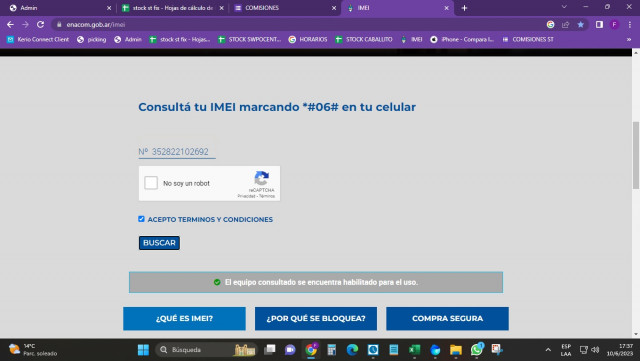 Admin
stock st fix - Hojas de cálculo de
COMISIONES
IMEI
enacom.gob.ar/imei
F
Kerio Connect Client
picking
Admin
stock st fix - Hojas...
STOCK SWPOCENT...
HORARIOS
STOCK CABALLITO
IMEI
iPhone - Compara l...
COMISIONES ST
Consultá tu IMEI marcando *#06# en tu celular
Nº 352822102692
No soy un robot
reCAPTCHA
Privacidad - Términos
ACEPTO TERMINOS Y CONDICIONES
BUSCAR
El equipo consultado se encuentra habilitado para el uso.
¿QUÉ ES IMEI?
¿POR QUÉ SE BLOQUEA?
COMPRA SEGURA
14°C
Parc. soleado
Búsqueda
ESP
LAA
17:37
10/6/2023